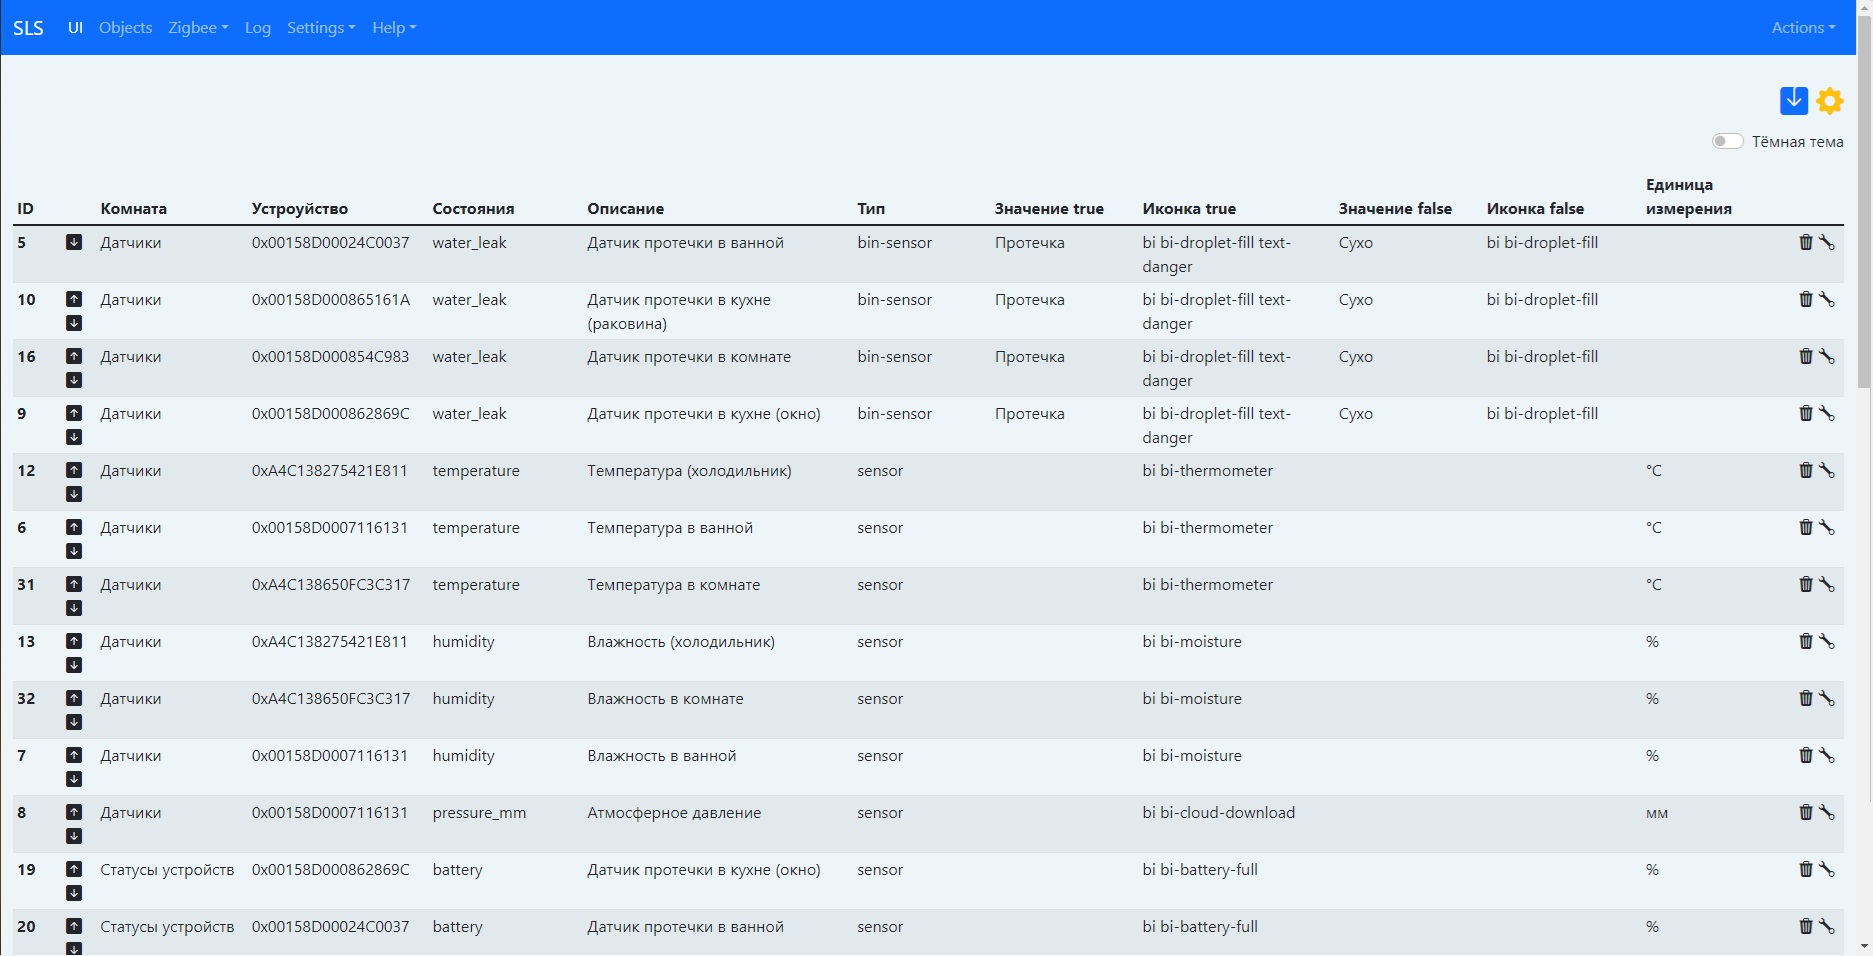 SLS UI Objects Zigbee Log Settings Help Actions
Тёмная тема
ID Комната Устроуйство Состояния Описание Тип Значение true Иконка true Значение false Иконка false Единица измерения
5 Датчики 0x00158D00024C0037 water_leak Датчик протечки в ванной bin-sensor Протечка bi bi-droplet-fill text-danger Сухо bi bi-droplet-fill
10 Датчики 0x00158D000865161A water_leak Датчик протечки в кухне (раковина) bin-sensor Протечка bi bi-droplet-fill text-danger Сухо bi bi-droplet-fill
16 Датчики 0x00158D000854C983 water_leak Датчик протечки в комнате bin-sensor Протечка bi bi-droplet-fill text-danger Сухо bi bi-droplet-fill
9 Датчики 0x00158D000862869C water_leak Датчик протечки в кухне (окно) bin-sensor Протечка bi bi-droplet-fill text-danger Сухо bi bi-droplet-fill
12 Датчики 0xA4C138275421E811 temperature Температура (холодильник) sensor bi bi-thermometer °C
6 Датчики 0x00158D0007116131 temperature Температура в ванной sensor bi bi-thermometer °C
31 Датчики 0xA4C138650FC3C317 temperature Температура в комнате sensor bi bi-thermometer °C
13 Датчики 0xA4C138275421E811 humidity Влажность (холодильник) sensor bi bi-moisture %
32 Датчики 0xA4C138650FC3C317 humidity Влажность в комнате sensor bi bi-moisture %
7 Датчики 0x00158D0007116131 humidity Влажность в ванной sensor bi bi-moisture %
8 Датчики 0x00158D0007116131 pressure_mm Атмосферное давление sensor bi bi-cloud-download мм
19 Статусы устройств 0x00158D000862869C battery Датчик протечки в кухне (окно) sensor bi bi-battery-full %
20 Статусы устройств 0x00158D00024C0037 battery Датчик протечки в ванной sensor bi bi-battery-full %